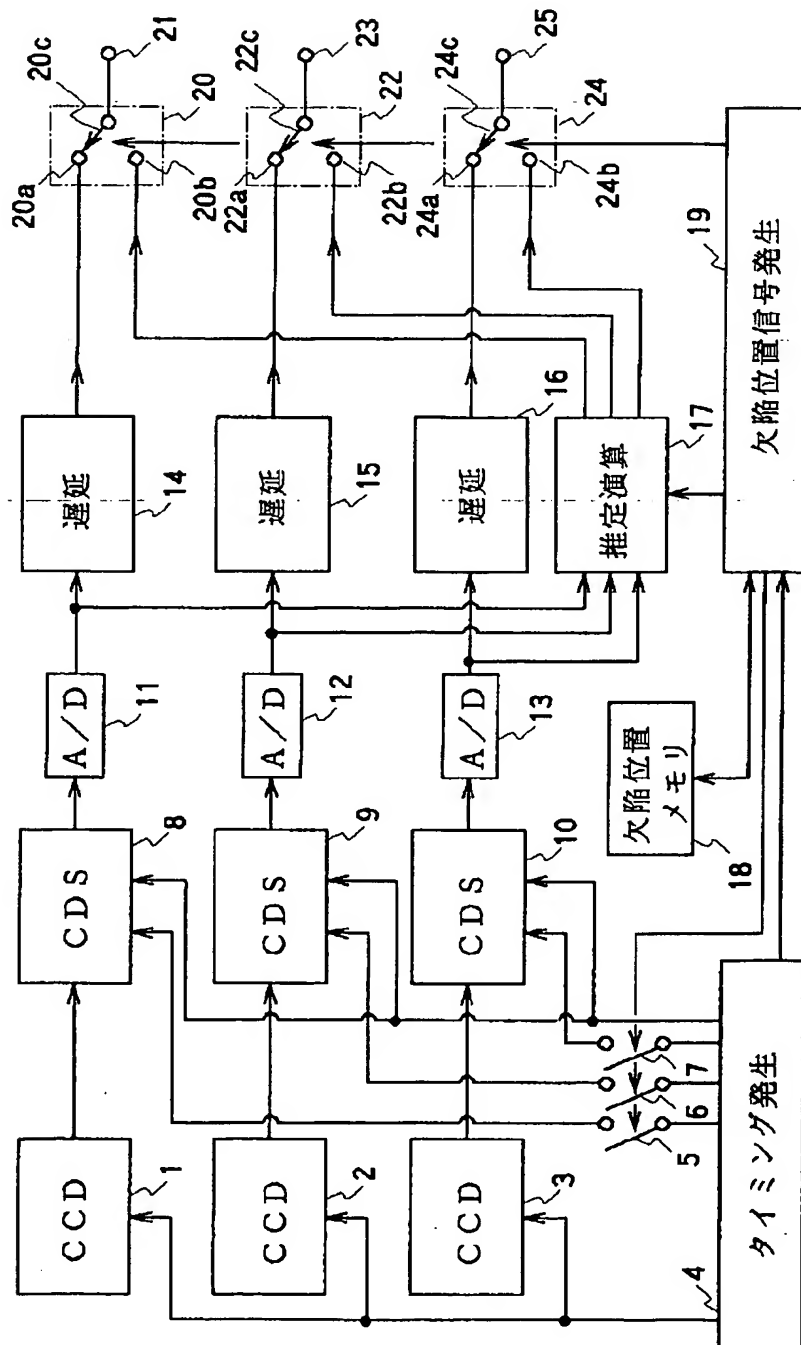 CCD
1
CDS
8
A/D
11
遅延
14
20a
20c
20
20b
21
CCD
2
CDS
9
A/D
12
遅延
15
22a
22c
22
22b
23
CCD
3
CDS
10
A/D
13
遅延
16
24a
24c
24
24b
25
推定演算
17
5
6
7
欠陥位置
メモリ
18
4
タイミング発生
欠陥位置信号発生
19